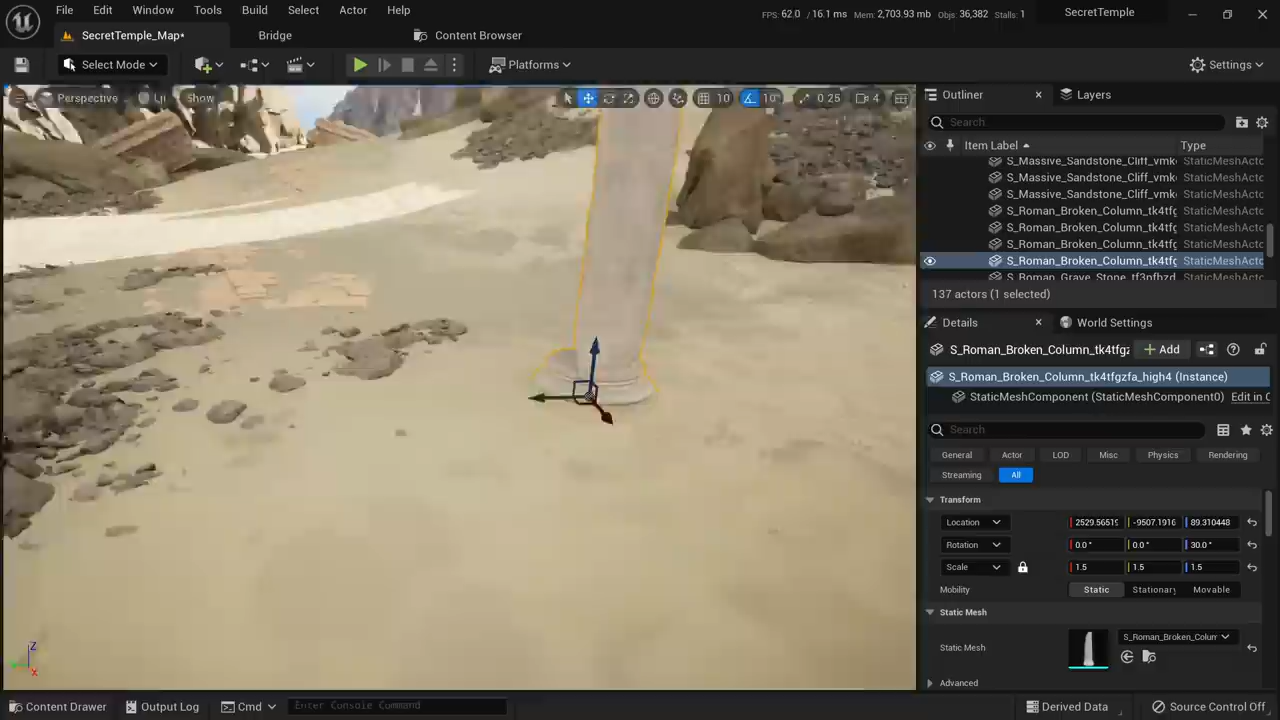 File Edit Window Tools Build Select Actor Help
FPS: 62.0 / 16.1 ms Mem: 2,703.93 mb Objs: 36,382 Stalls: 1
SecretTemple
SecretTemple_Map*
Bridge
Content Browser
Select Mode
Platforms
Settings
Perspective
Show
10
10°
0.25
4
Outliner
Layers
Search
Item Label
Type
S_Massive_Sandstone_Cliff_vmk StaticMeshActo
S_Massive_Sandstone_Cliff_vmk StaticMeshActo
S_Massive_Sandstone_Cliff_vmk StaticMeshActo
S_Roman_Broken_Column_tk4tfg StaticMeshActo
S_Roman_Broken_Column_tk4tfg StaticMeshActo
S_Roman_Broken_Column_tk4tfg StaticMeshActo
S_Roman_Broken_Column_tk4tfg StaticMeshActo
S_Roman_Grave_Stone_tf3pfhzd StaticMeshActo
137 actors (1 selected)
Details
World Settings
S_Roman_Broken_Column_tk4tfgz
Add
S_Roman_Broken_Column_tk4tfgzfa_high4 (Instance)
StaticMeshComponent (StaticMeshComponent0) Edit in C
Search
General Actor LOD Misc Physics Rendering
Streaming All
Transform
Location 2529.56519 -9507.1916 89.310448
Rotation 0.0° 0.0° 30.0°
Scale 1.5 1.5 1.5
Mobility Static Stationary Movable
Static Mesh
Static Mesh S_Roman_Broken_Colum
Advanced
Z
X
Content Drawer
Output Log
Cmd
Enter Console Command
Derived Data
Source Control Off